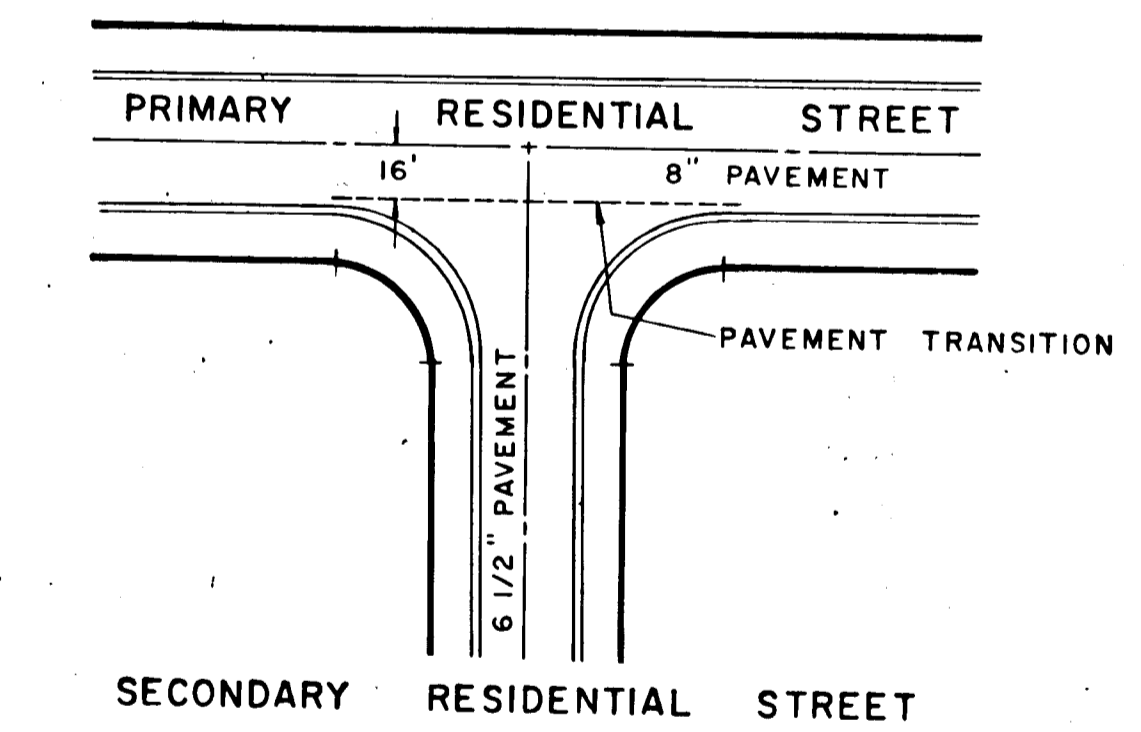 PRIMARY RESIDENTIAL STREET
16'
8" PAVEMENT
PAVEMENT TRANSITION
6 1/2" PAVEMENT
SECONDARY RESIDENTIAL STREET